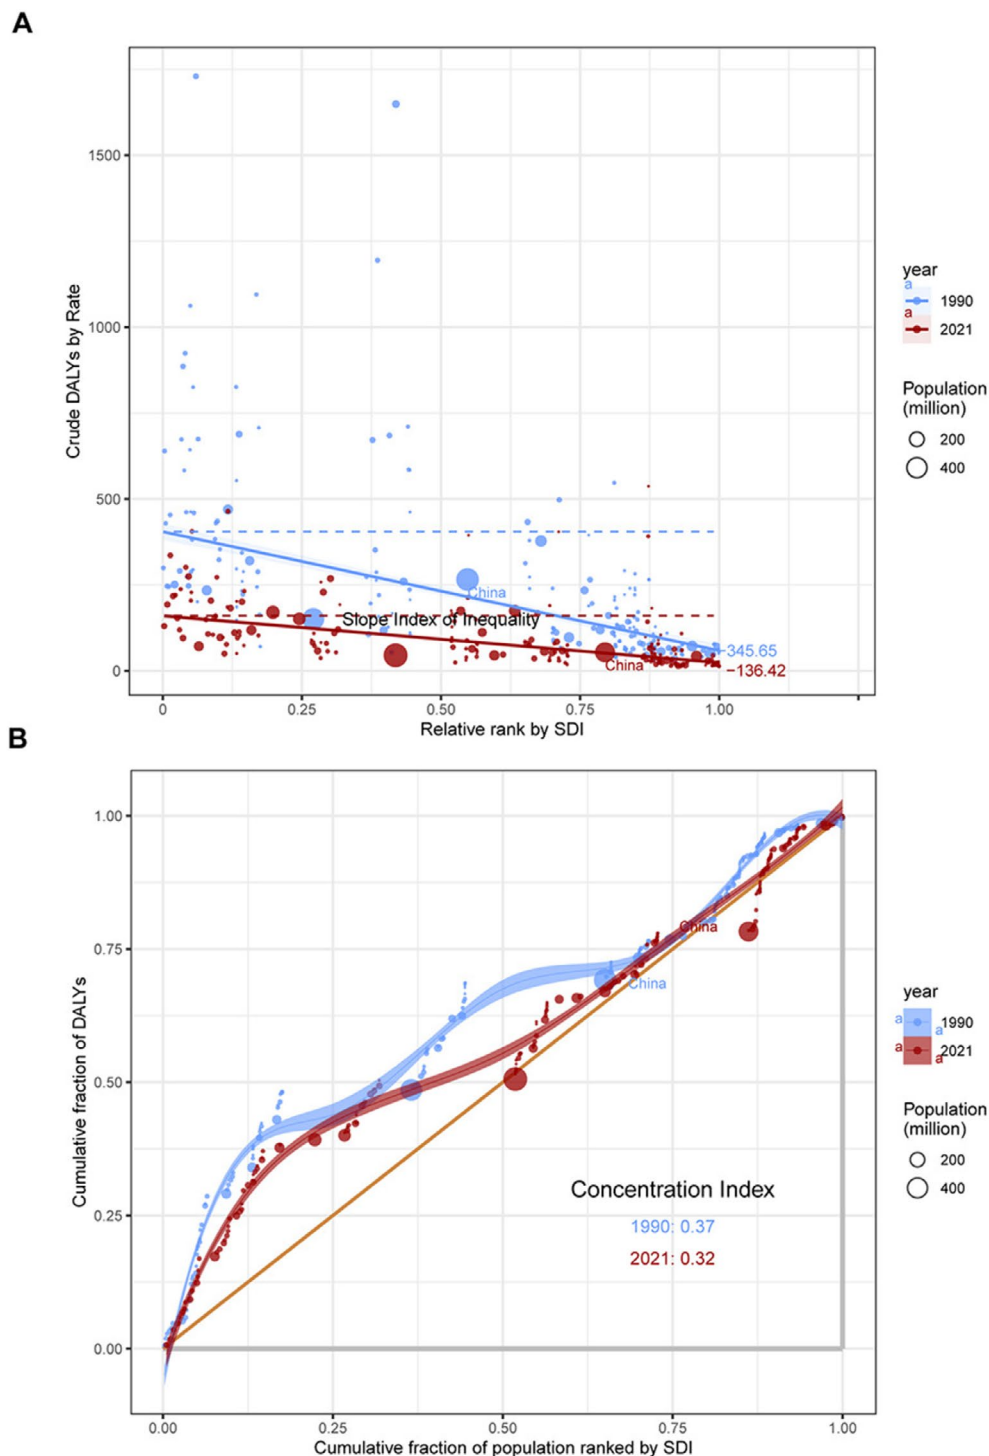 A
Crude DALYs by Rate
1500
1000
500
0
China
Slope Index of Inequality
China
−345.65
−136.42
0
0.25
0.50
0.75
1.00
Relative rank by SDI
year
a
1990
a
2021
Population
(million)
200
400
B
Cumulative fraction of DALYs
1.00
0.75
0.50
0.25
0.00
China
China
Concentration Index
1990: 0.37
2021: 0.32
0.00
0.25
0.50
0.75
1.00
Cumulative fraction of population ranked by SDI
year
a 1990
a
a 2021
a
Population
(million)
200
400